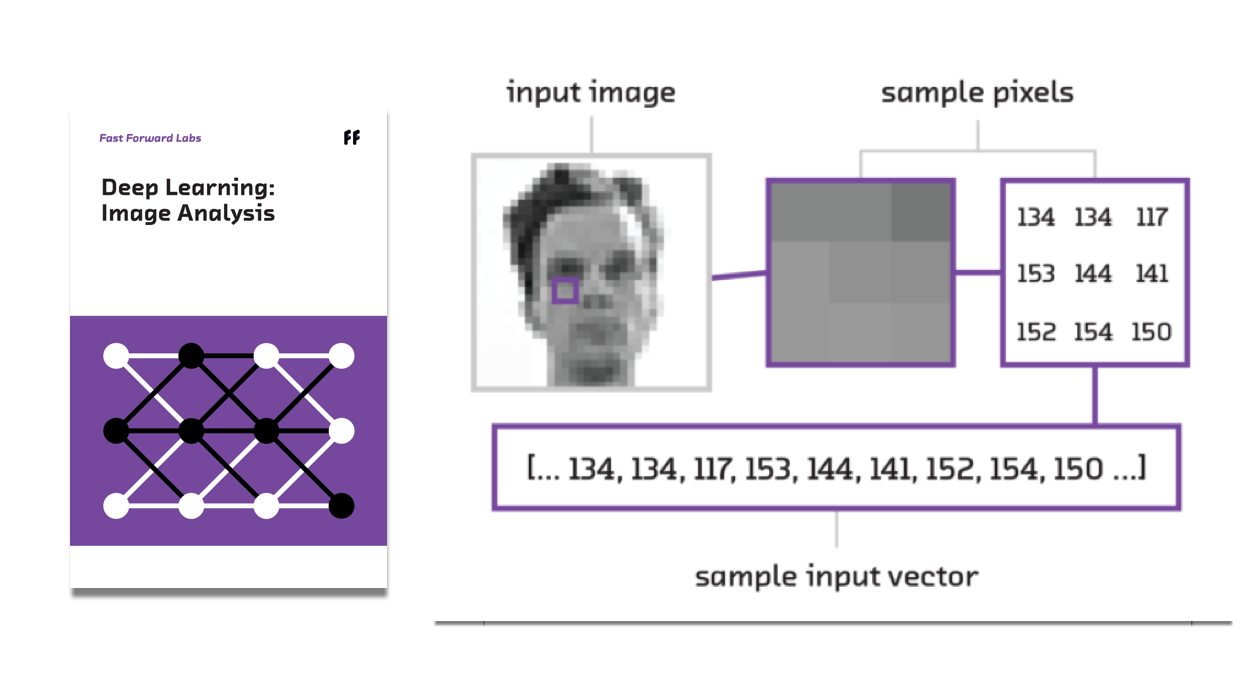 Fast Forward Labs
FF
Deep Learning:
Image Analysis
input image
sample pixels
134 134 117
153 144 141
152 154 150
[... 134, 134, 117, 153, 144, 141, 152, 154, 150 ...]
sample input vector